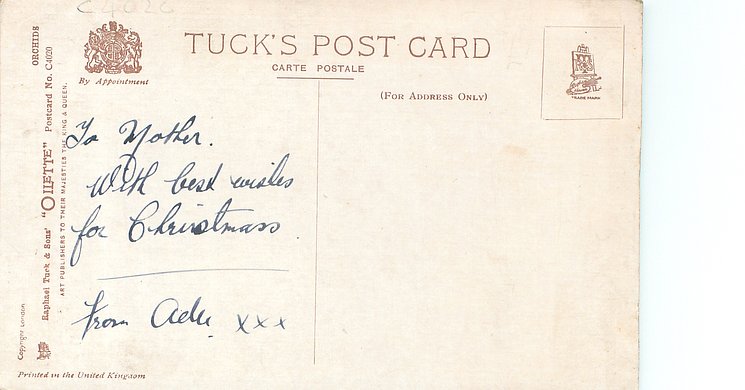 C4020
TUCK'S POST CARD
CARTE POSTALE
(FOR ADDRESS ONLY)
By Appointment
TRADE MARK
ORCHIDS
Raphael Tuck & Sons' "OILETTE" Postcard No. C4020
ART PUBLISHERS TO THEIR MAJESTIES THE KING & QUEEN.
Copyright London
To Mother.
With best wishes
for Christmass
from Ada. xxx
Printed in the United Kingdom